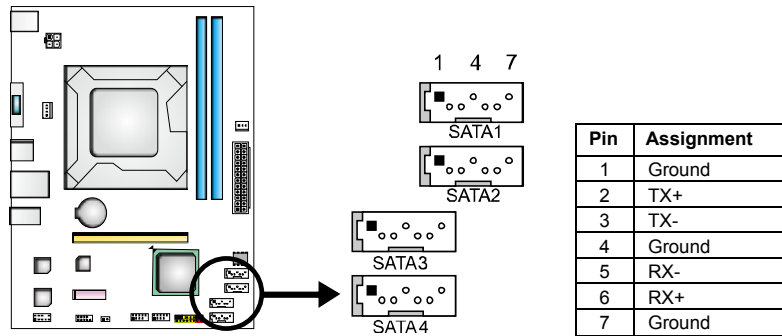 1 4 7
SATA1
SATA2
SATA3
SATA4
Pin Assignment
1 Ground
2 TX+
3 TX-
4 Ground
5 RX-
6 RX+
7 Ground